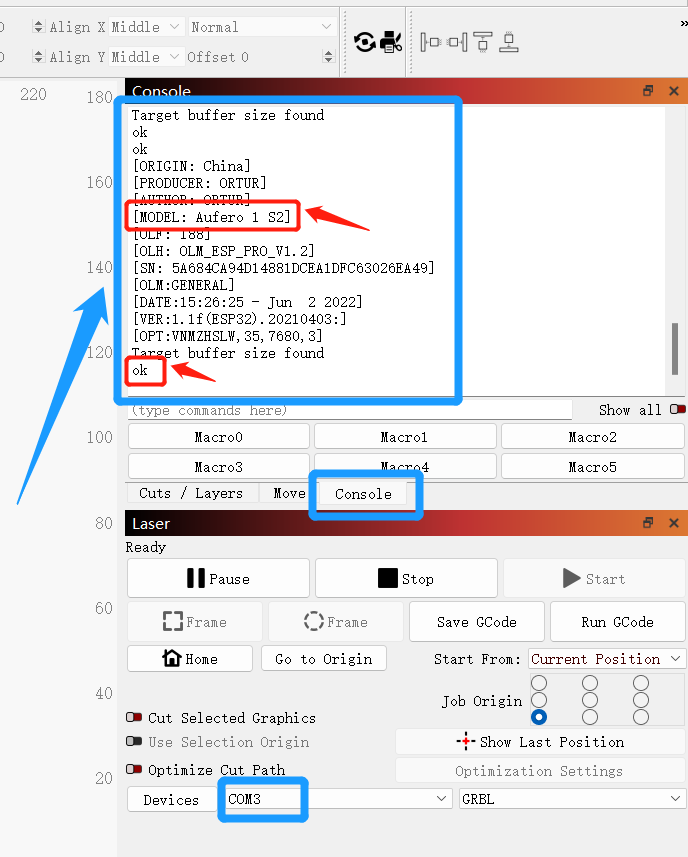 0 Align X Middle Normal »
0 Align Y Middle Offset 0
220 180 Console
160
140
120
100
80
60
40
20
Target buffer size found
ok
ok
[ORIGIN: China]
[PRODUCER: ORTUR]
[AUTHOR: ORTUR]
[MODEL: Aufero 1 S2]
[OLF: 188]
[OLH: OLM_ESP_PRO_V1.2]
[SN: 5A684CA94D14881DCEA1DFC63026EA49]
[OLM:GENERAL]
[DATE:15:26:25 - Jun 2 2022]
[VER:1.1f(ESP32).20210403:]
[OPT:VNMZHSLW,35,7680,3]
Target buffer size found
ok
(type commands here) Show all
Macro0 Macro1 Macro2
Macro3 Macro4 Macro5
Cuts / Layers Move Console
Laser
Ready
Pause Stop Start
Frame Frame Save GCode Run GCode
Home Go to Origin Start From: Current Position
Job Origin
Cut Selected Graphics
Use Selection Origin Show Last Position
Optimize Cut Path Optimization Settings
Devices COM3 GRBL